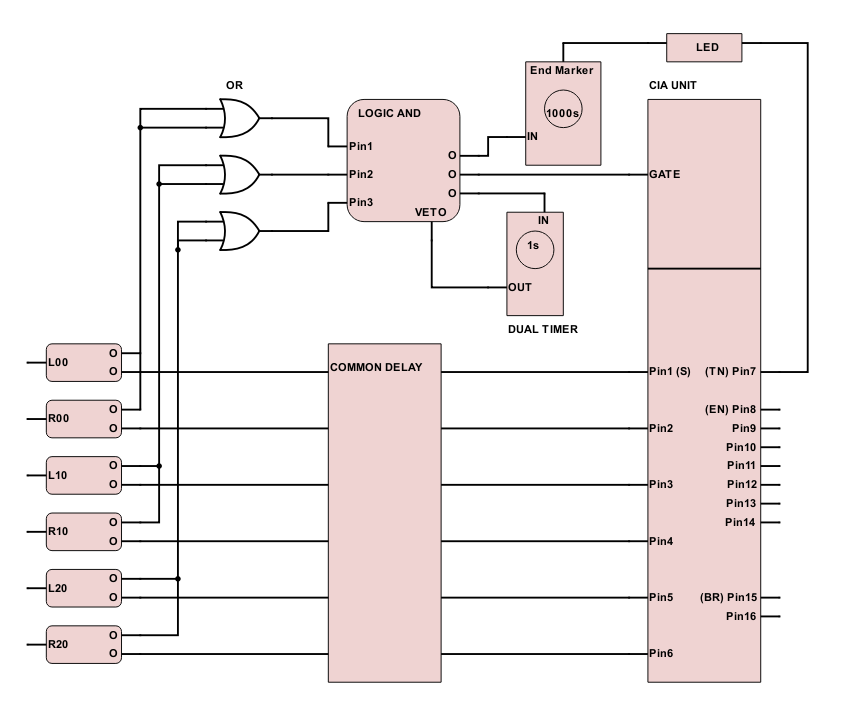 LED
End Marker
OR
CIA UNIT
1000s
LOGIC AND
IN
Pin1
O
Pin2
O
GATE
O
Pin3
VETO
IN
1s
OUT
DUAL TIMER
L00
O
O
COMMON DELAY
Pin1 (S)
(TN) Pin7
R00
O
O
(EN) Pin8
Pin2
Pin9
Pin10
L10
O
O
Pin11
Pin3
Pin12
Pin13
R10
O
O
Pin14
Pin4
L20
O
O
Pin5
(BR) Pin15
Pin16
R20
O
O
Pin6